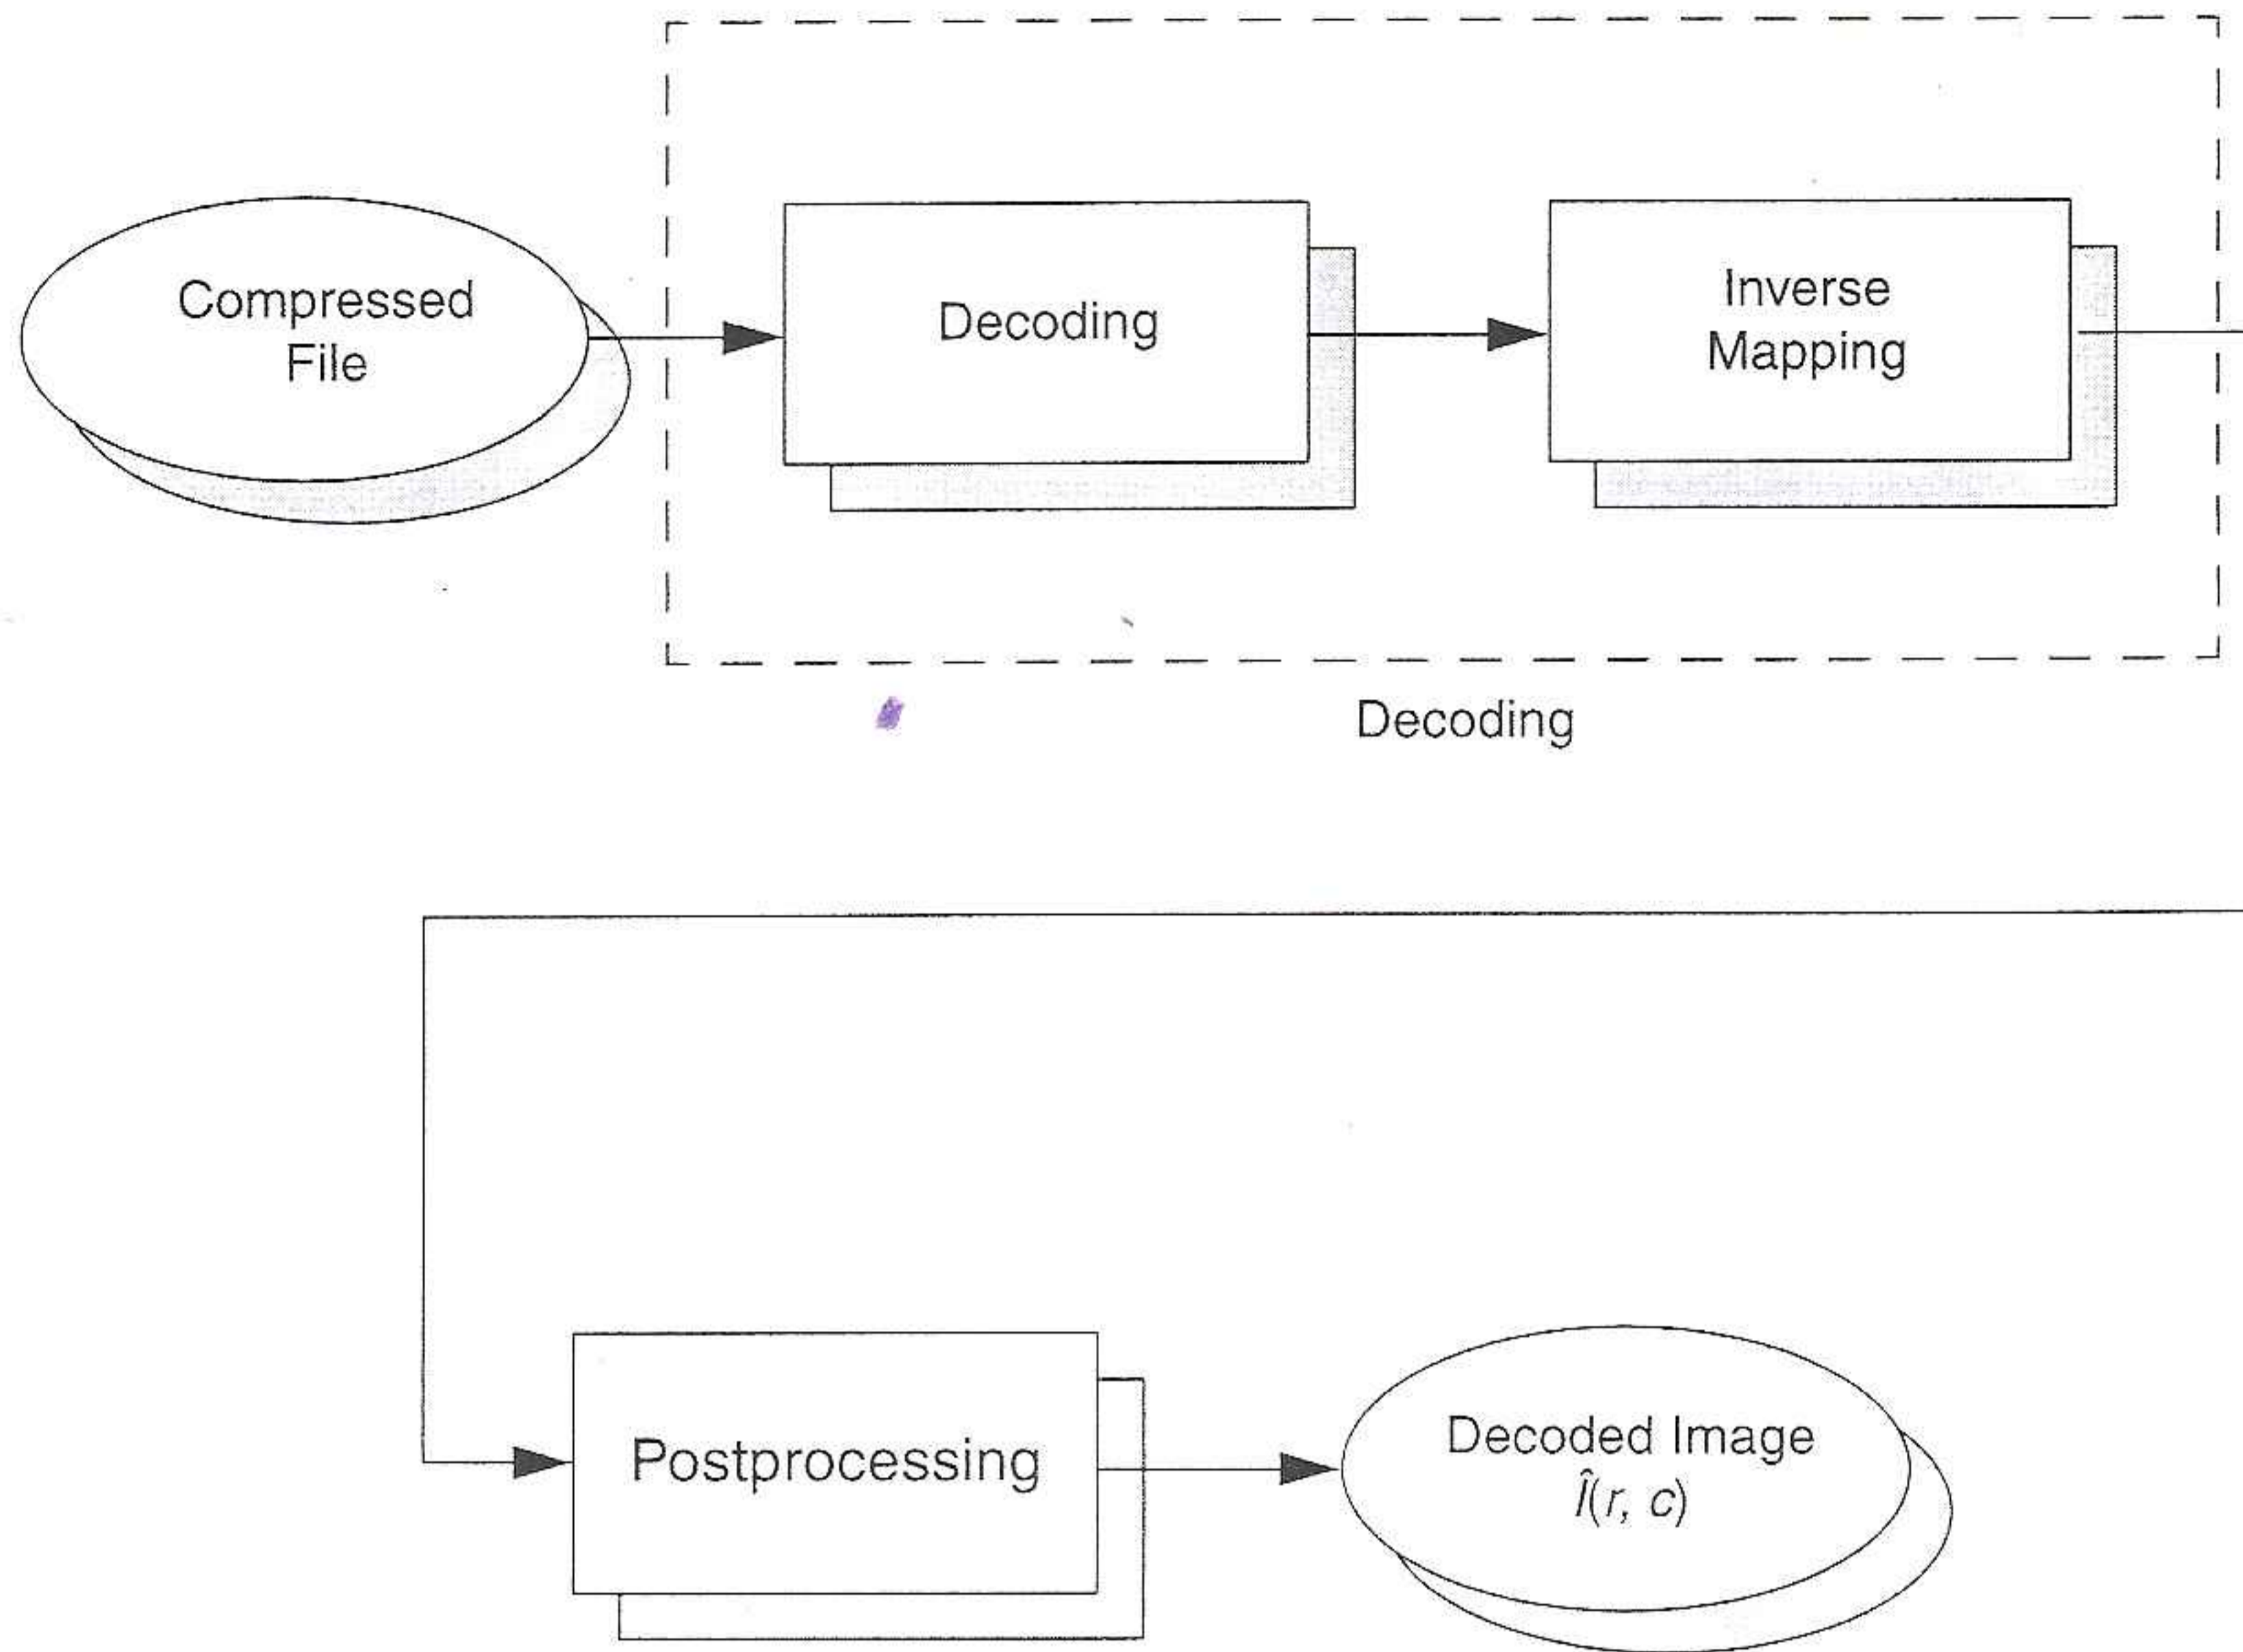 Compressed
File
Decoding
Inverse
Mapping
Decoding
Postprocessing
Decoded Image
Î(r, c)